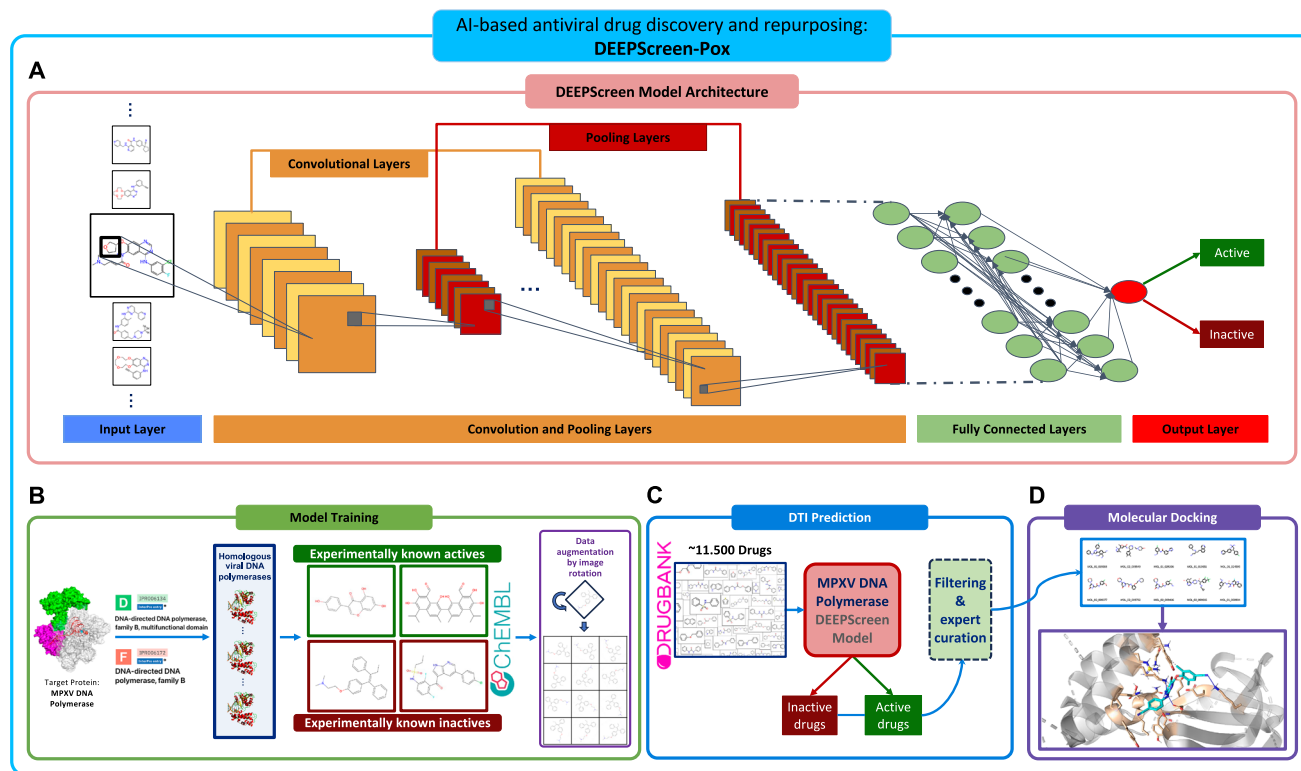 AI-based antiviral drug discovery and repurposing:
DEEPScreen-Pox
A
DEEPScreen Model Architecture
Pooling Layers
Convolutional Layers
Active
Inactive
Input Layer
Convolution and Pooling Layers
Fully Connected Layers
Output Layer
B
Model Training
Homologous
viral DNA
polymerases
D
IPR006134
DNA-directed DNA polymerase,
family B, multifunctional domain
F
IPR006172
DNA-directed DNA
polymerase, family B
Target Protein:
MPXV DNA
Polymerase
Experimentally known actives
Experimentally known inactives
ChEMBL
Data
augmentation
by image
rotation
C
DTI Prediction
DRUGBANK
~11.500 Drugs
MPXV DNA
Polymerase
DEEPScreen
Model
Inactive
drugs
Active
drugs
Filtering
&
expert
curation
D
Molecular Docking